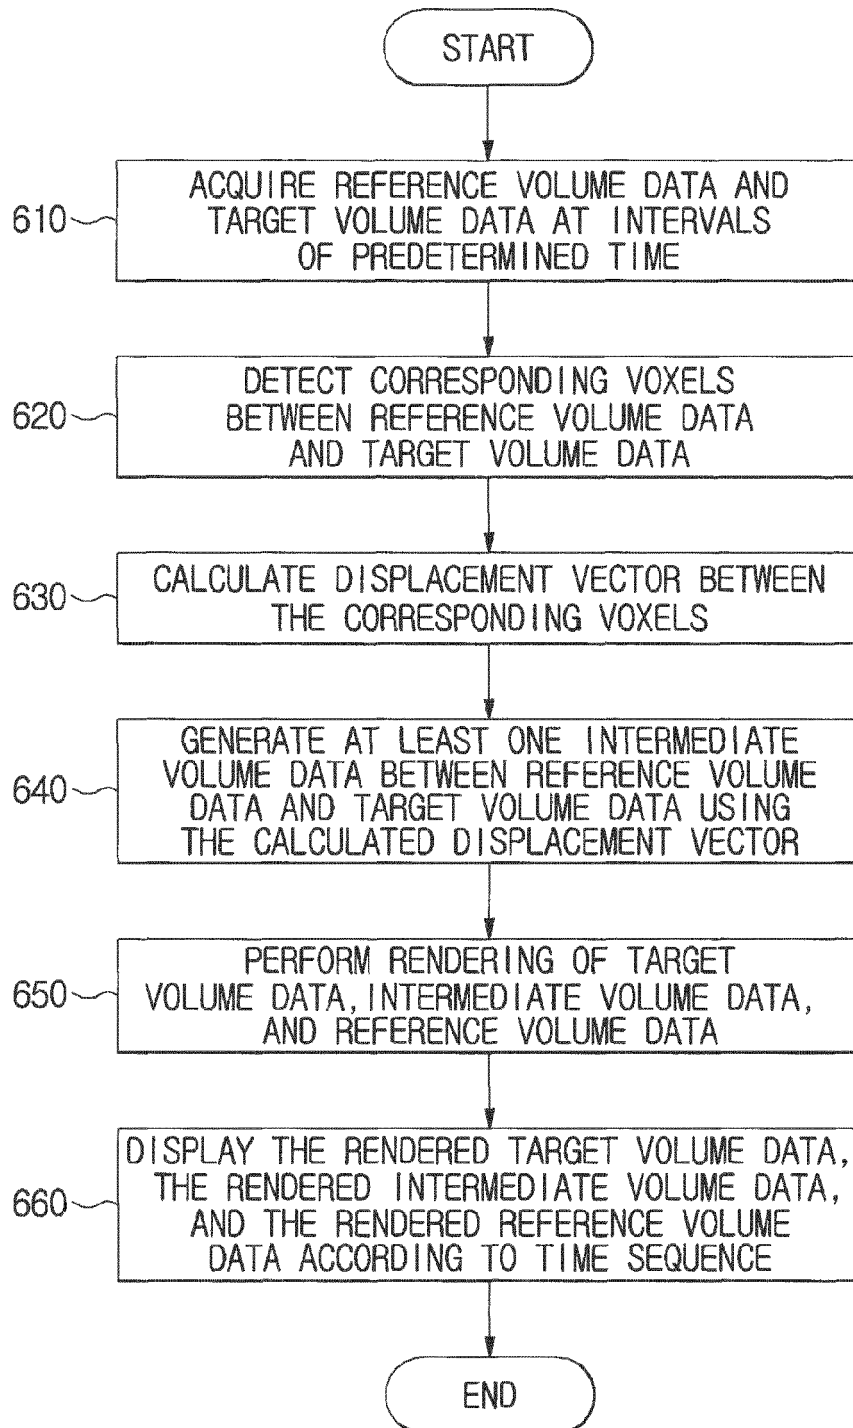 START
610
ACQUIRE REFERENCE VOLUME DATA AND
TARGET VOLUME DATA AT INTERVALS
OF PREDETERMINED TIME
620
DETECT CORRESPONDING VOXELS
BETWEEN REFERENCE VOLUME DATA
AND TARGET VOLUME DATA
630
CALCULATE DISPLACEMENT VECTOR BETWEEN
THE CORRESPONDING VOXELS
640
GENERATE AT LEAST ONE INTERMEDIATE
VOLUME DATA BETWEEN REFERENCE VOLUME
DATA AND TARGET VOLUME DATA USING
THE CALCULATED DISPLACEMENT VECTOR
650
PERFORM RENDERING OF TARGET
VOLUME DATA, INTERMEDIATE VOLUME DATA,
AND REFERENCE VOLUME DATA
660
DISPLAY THE RENDERED TARGET VOLUME DATA,
THE RENDERED INTERMEDIATE VOLUME DATA,
AND THE RENDERED REFERENCE VOLUME
DATA ACCORDING TO TIME SEQUENCE
END